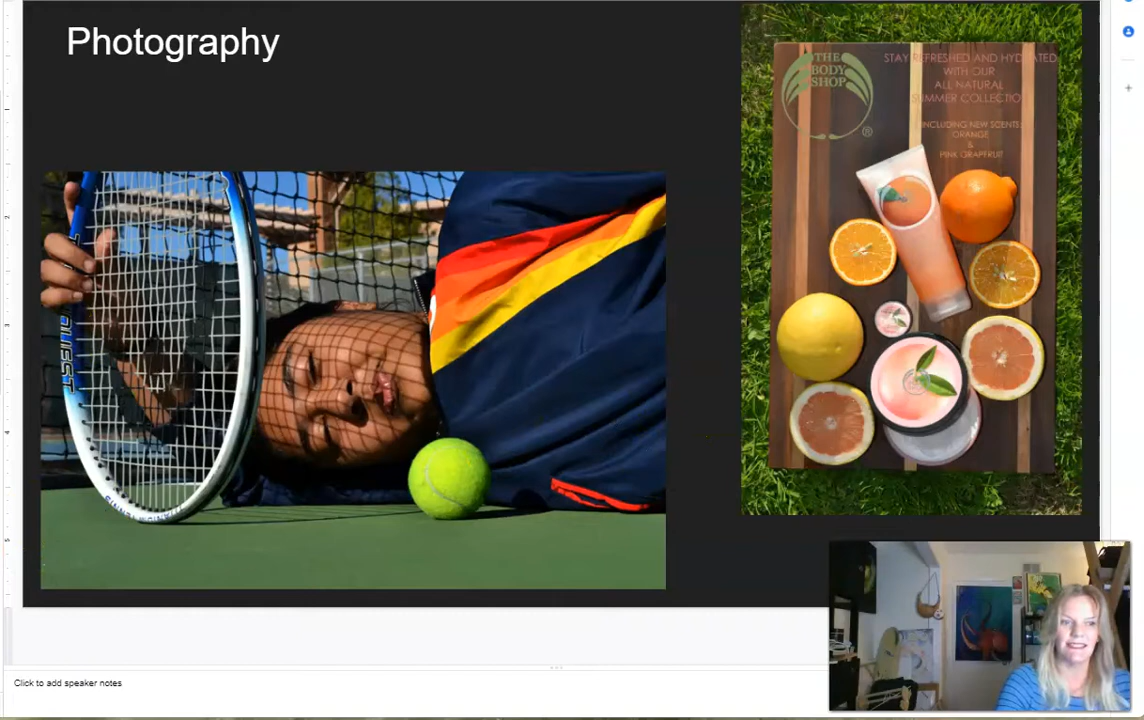 Photography
THE
BODY
SHOP
®
STAY REFRESHED AND HYDRATED
WITH OUR
ALL NATURAL
SUMMER COLLECTION
INCLUDING NEW SCENTS:
ORANGE
&
PINK GRAPEFRUIT
Click to add speaker notes